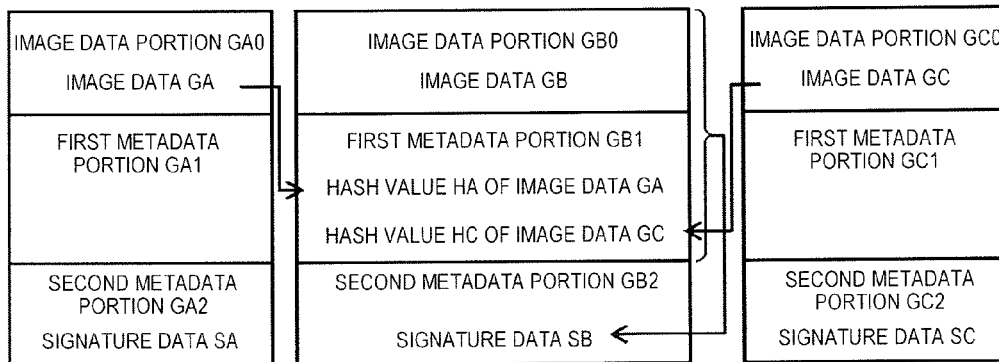 IMAGE DATA PORTION GA0
IMAGE DATA GA
FIRST METADATA
PORTION GA1
SECOND METADATA
PORTION GA2
SIGNATURE DATA SA
IMAGE DATA PORTION GB0
IMAGE DATA GB
FIRST METADATA PORTION GB1
HASH VALUE HA OF IMAGE DATA GA
HASH VALUE HC OF IMAGE DATA GC
SECOND METADATA PORTION GB2
SIGNATURE DATA SB
IMAGE DATA PORTION GC0
IMAGE DATA GC
FIRST METADATA
PORTION GC1
SECOND METADATA
PORTION GC2
SIGNATURE DATA SC